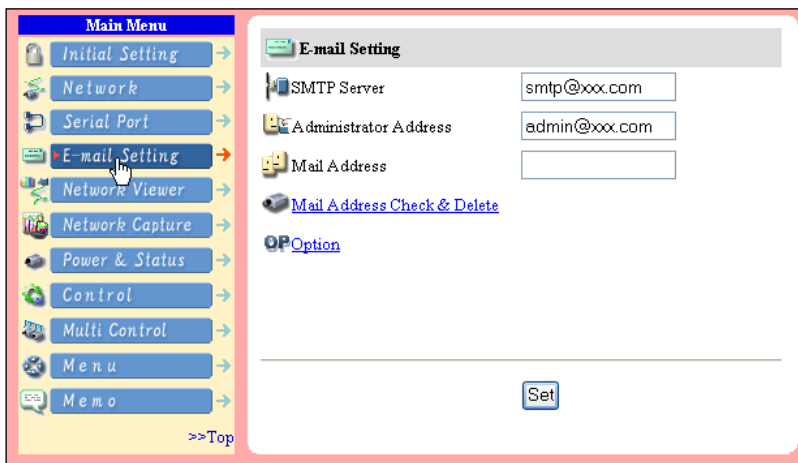 Main Menu
Initial Setting
Network
Serial Port
E-mail Setting
Network Viewer
Network Capture
Power & Status
Control
Multi Control
Menu
Memo
>>Top
E-mail Setting
SMTP Server
smtp@xxx.com
Administrator Address
admin@xxx.com
Mail Address
Mail Address Check & Delete
OP Option
Set